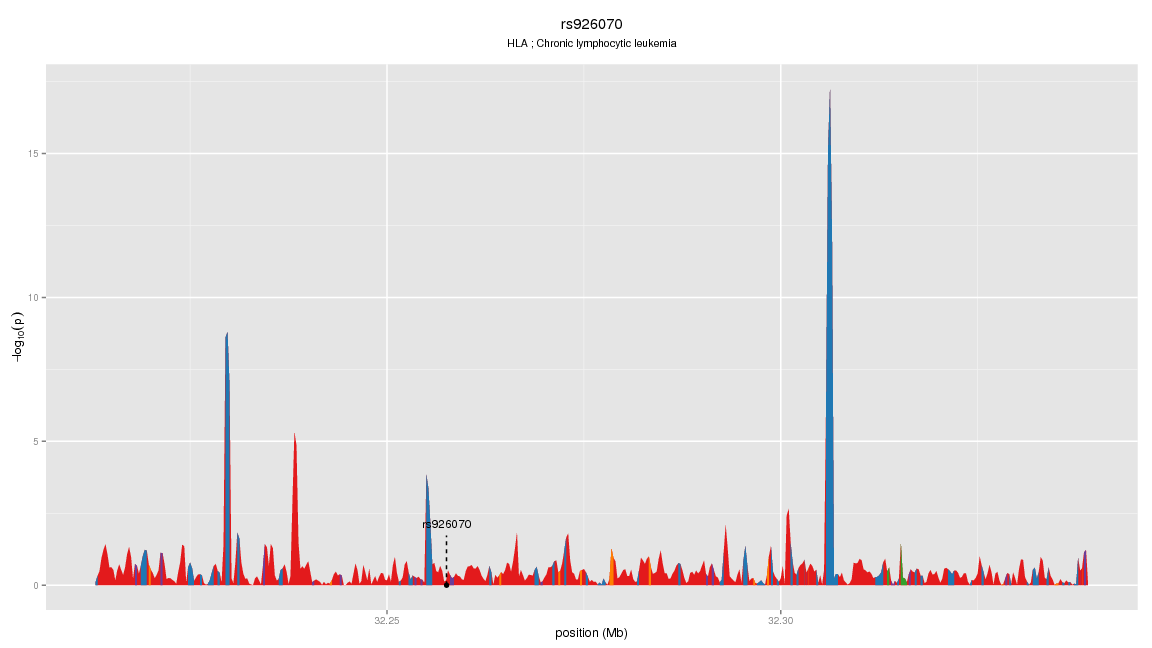 rs926070
HLA ; Chronic lymphocytic leukemia
15
10
5
0
−log10(p)
rs926070
32.25
32.30
position (Mb)